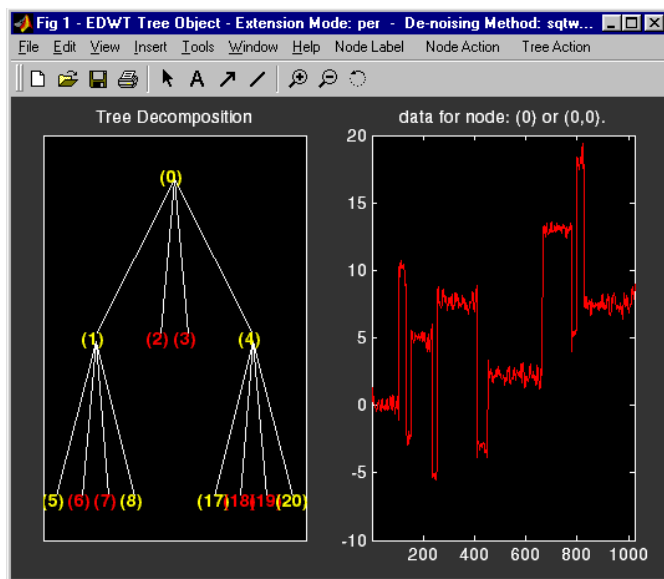 Fig 1 - EDWT Tree Object - Extension Mode: per - De-noising Method: sqtw...
File Edit View Insert Tools Window Help Node Label Node Action Tree Action
A
Tree Decomposition
(0)
(1) (2) (3) (4)
(5) (6) (7) (8) (17) (18) (19) (20)
data for node: (0) or (0,0).
20
15
10
5
0
-5
-10
200 400 600 800 1000